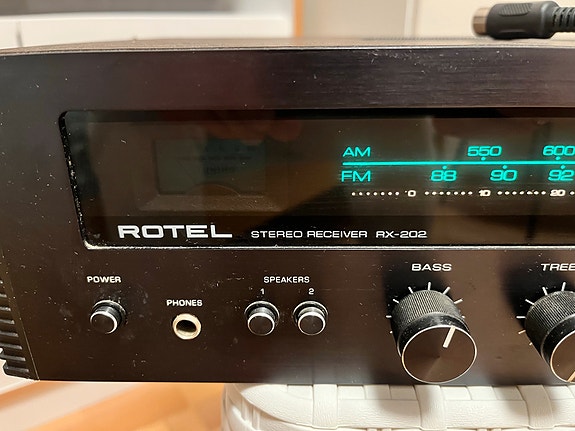 AM 550 600
FM 88 90 92
0 10 20
ROTEL STEREO RECEIVER RX-202
POWER
PHONES
SPEAKERS
1 2
BASS
TREB